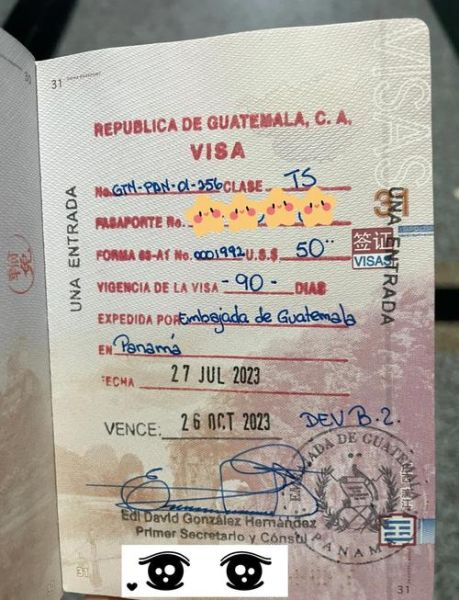 31
REPUBLICA DE GUATEMALA, C. A.
VISA
No. GTM-PAN-01-256 CLASE TS
PASAPORTE No.
FORMA 63-A1 No. 0001992 U.S.$ 50
VIGENCIA DE LA VISA - 90 - DIAS
EXPEDIDA POR Embajada de Guatemala
EN Panamá
FECHA 27 JUL 2023
VENCE: 26 OCT 2023 DEV B.2.
Edi David González Hernández
Primer Secretario y Cónsul
UNA ENTRADA
UNA ENTRADA
VISAS
31
签证
VISAS
EMBAJADA DE GUATEMALA
PANAMA
31
31